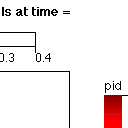 ls at time =
0.3 0.4
pid